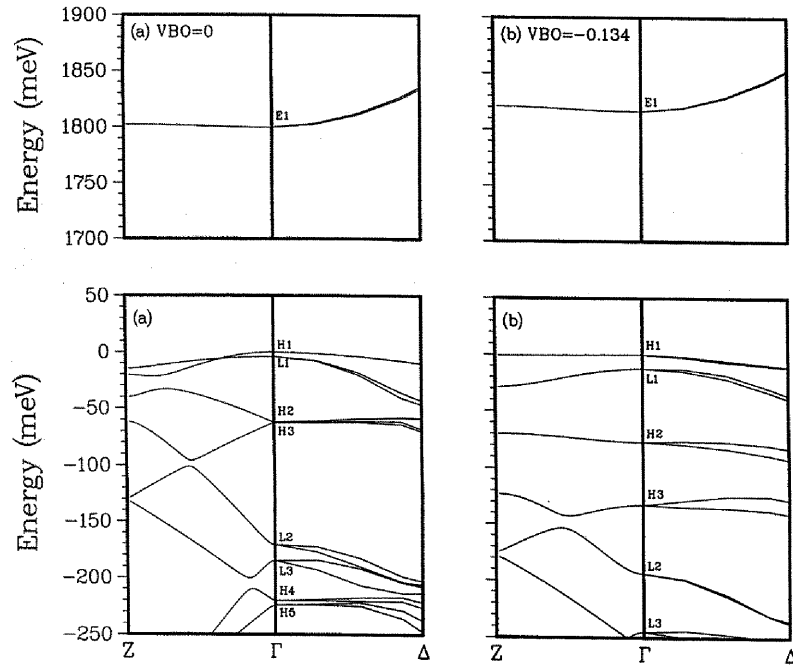 1900
1850
1800
1750
1700
Energy (meV)
(a) VBO=0
E1
(b) VBO=−0.134
E1
50
0
−50
−100
−150
−200
−250
Energy (meV)
(a)
H1
L1
H2
H3
L2
L3
H4
H5
Z
Γ
Δ
(b)
H1
L1
H2
H3
L2
L3
Z
Γ
Δ